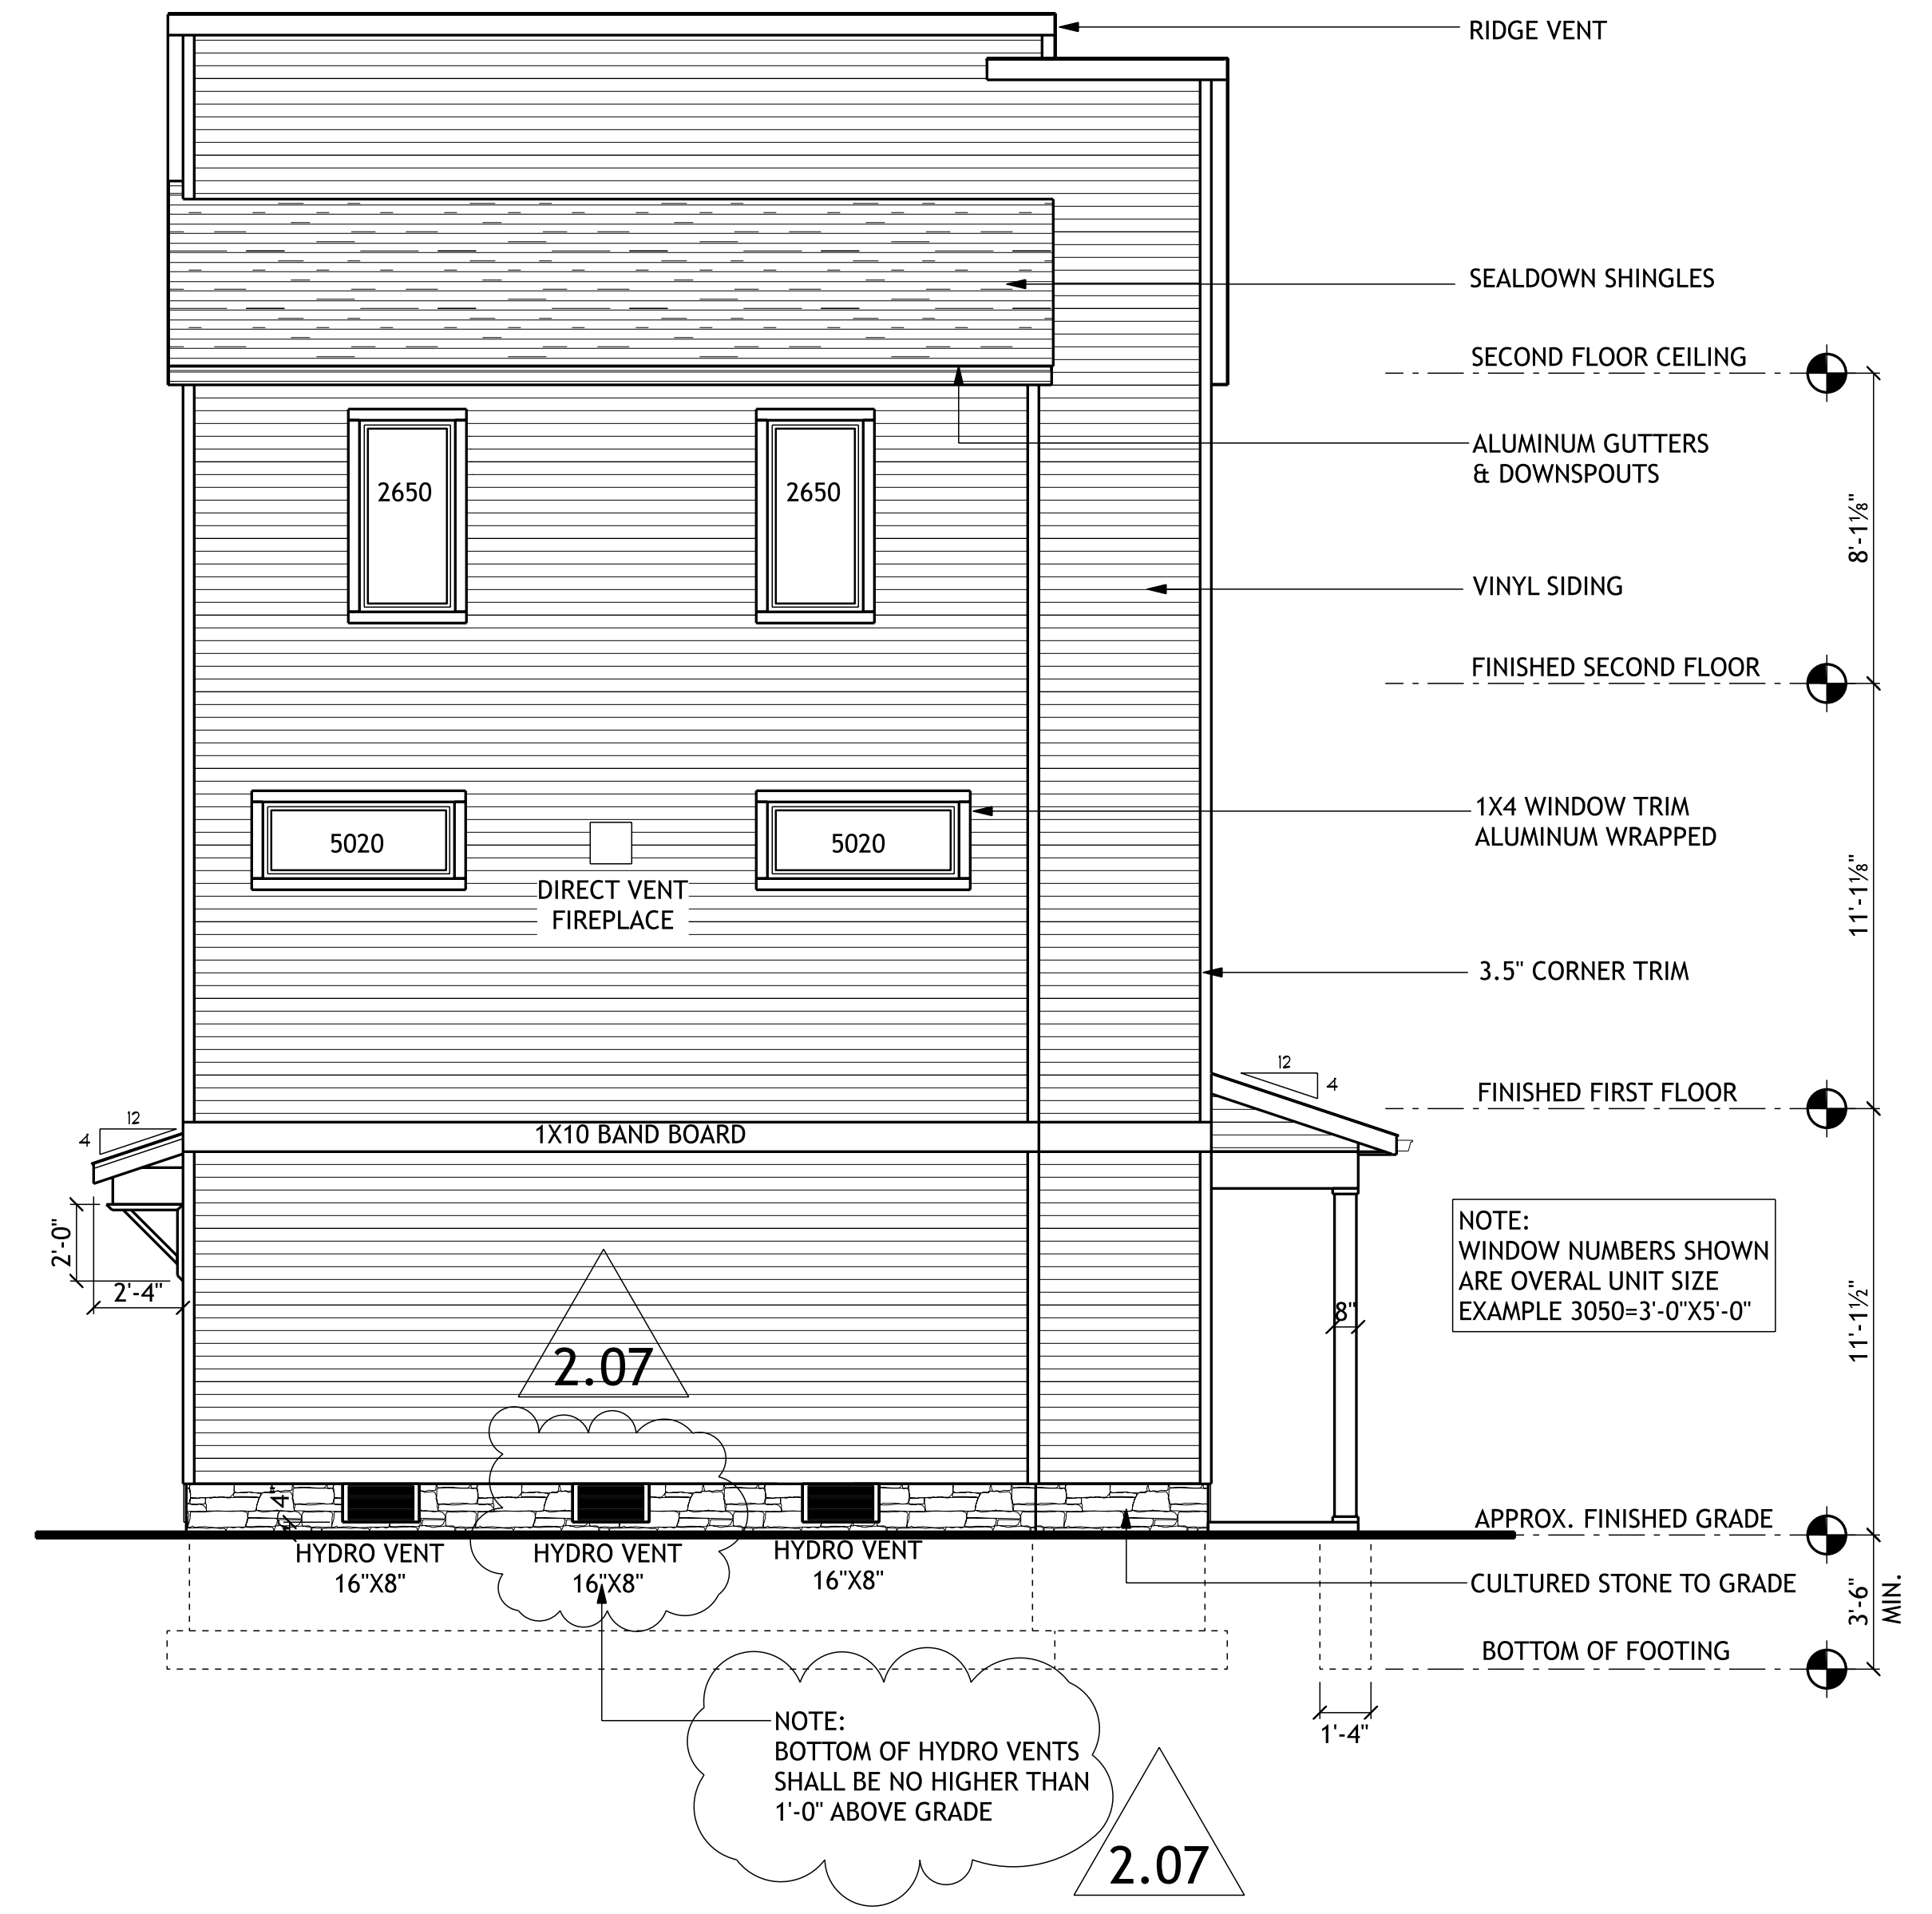 RIDGE VENT
SEALDOWN SHINGLES
SECOND FLOOR CEILING
ALUMINUM GUTTERS
& DOWNSPOUTS
2650
2650
8'-1⅛"
VINYL SIDING
FINISHED SECOND FLOOR
1X4 WINDOW TRIM
ALUMINUM WRAPPED
5020
5020
DIRECT VENT
FIREPLACE
11'-1⅛"
3.5" CORNER TRIM
12
4
FINISHED FIRST FLOOR
12
4
1X10 BAND BOARD
2'-0"
2'-4"
NOTE:
WINDOW NUMBERS SHOWN
ARE OVERAL UNIT SIZE
EXAMPLE 3050=3'-0"X5'-0"
8"
11'-1½"
2.07
4"
APPROX. FINISHED GRADE
HYDRO VENT
16"X8"
HYDRO VENT
16"X8"
HYDRO VENT
16"X8"
CULTURED STONE TO GRADE
3'-6"
MIN.
BOTTOM OF FOOTING
1'-4"
NOTE:
BOTTOM OF HYDRO VENTS
SHALL BE NO HIGHER THAN
1'-0" ABOVE GRADE
2.07